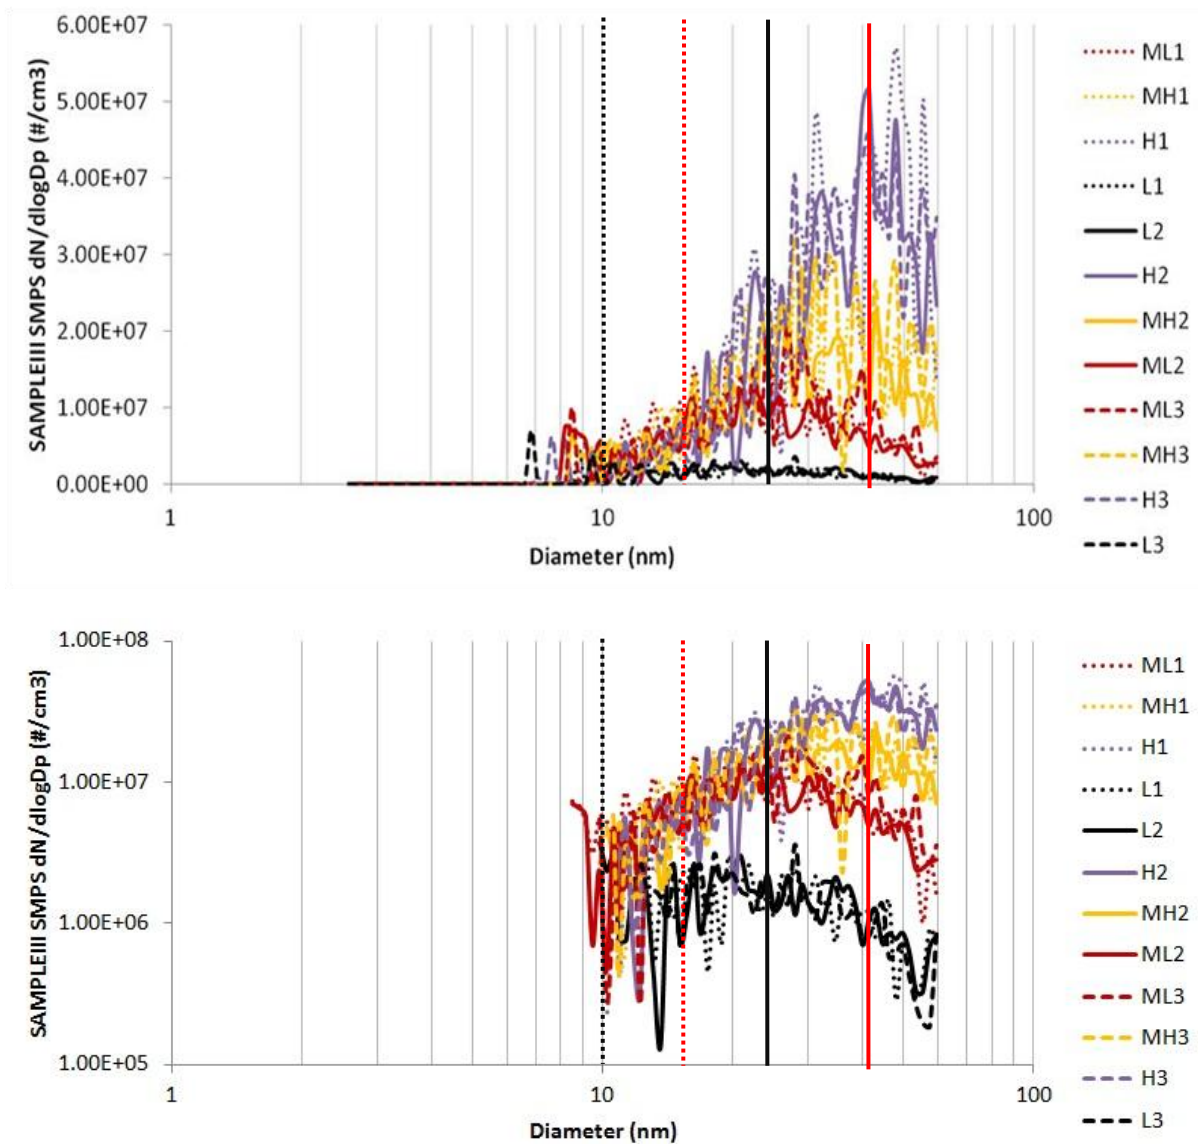 SAMPLEIII SMPS dN/dlogDp (#/cm3)
6.00E+07
5.00E+07
4.00E+07
3.00E+07
2.00E+07
1.00E+07
0.00E+00
1
10
100
Diameter (nm)
ML1
MH1
H1
L1
L2
H2
MH2
ML2
ML3
MH3
H3
L3
SAMPLEIII SMPS dN/dlogDp (#/cm3)
1.00E+08
1.00E+07
1.00E+06
1.00E+05
1
10
100
Diameter (nm)
ML1
MH1
H1
L1
L2
H2
MH2
ML2
ML3
MH3
H3
L3